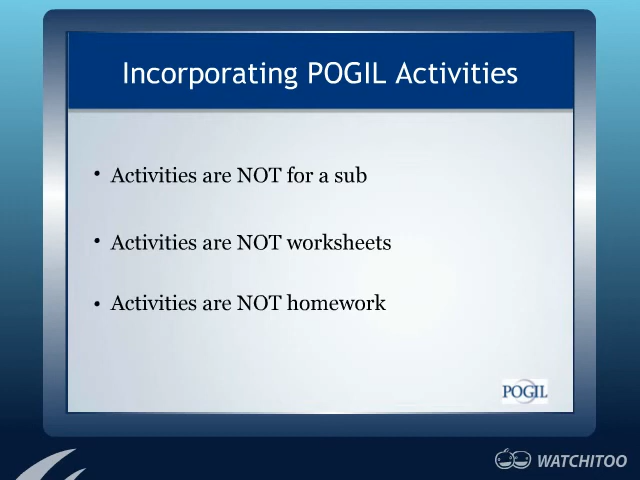 Incorporating POGIL Activities
• Activities are NOT for a sub
• Activities are NOT worksheets
• Activities are NOT homework
POGIL
WATCHITOO